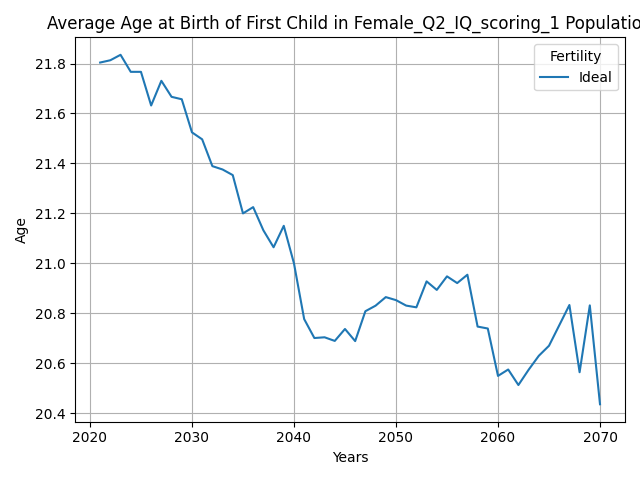 Average Age at Birth of First Child in Female_Q2_IQ_scoring_1 Populatio
Fertility
Ideal
21.8
21.6
21.4
21.2
21.0
20.8
20.6
20.4
Age
2020 2030 2040 2050 2060 2070
Years